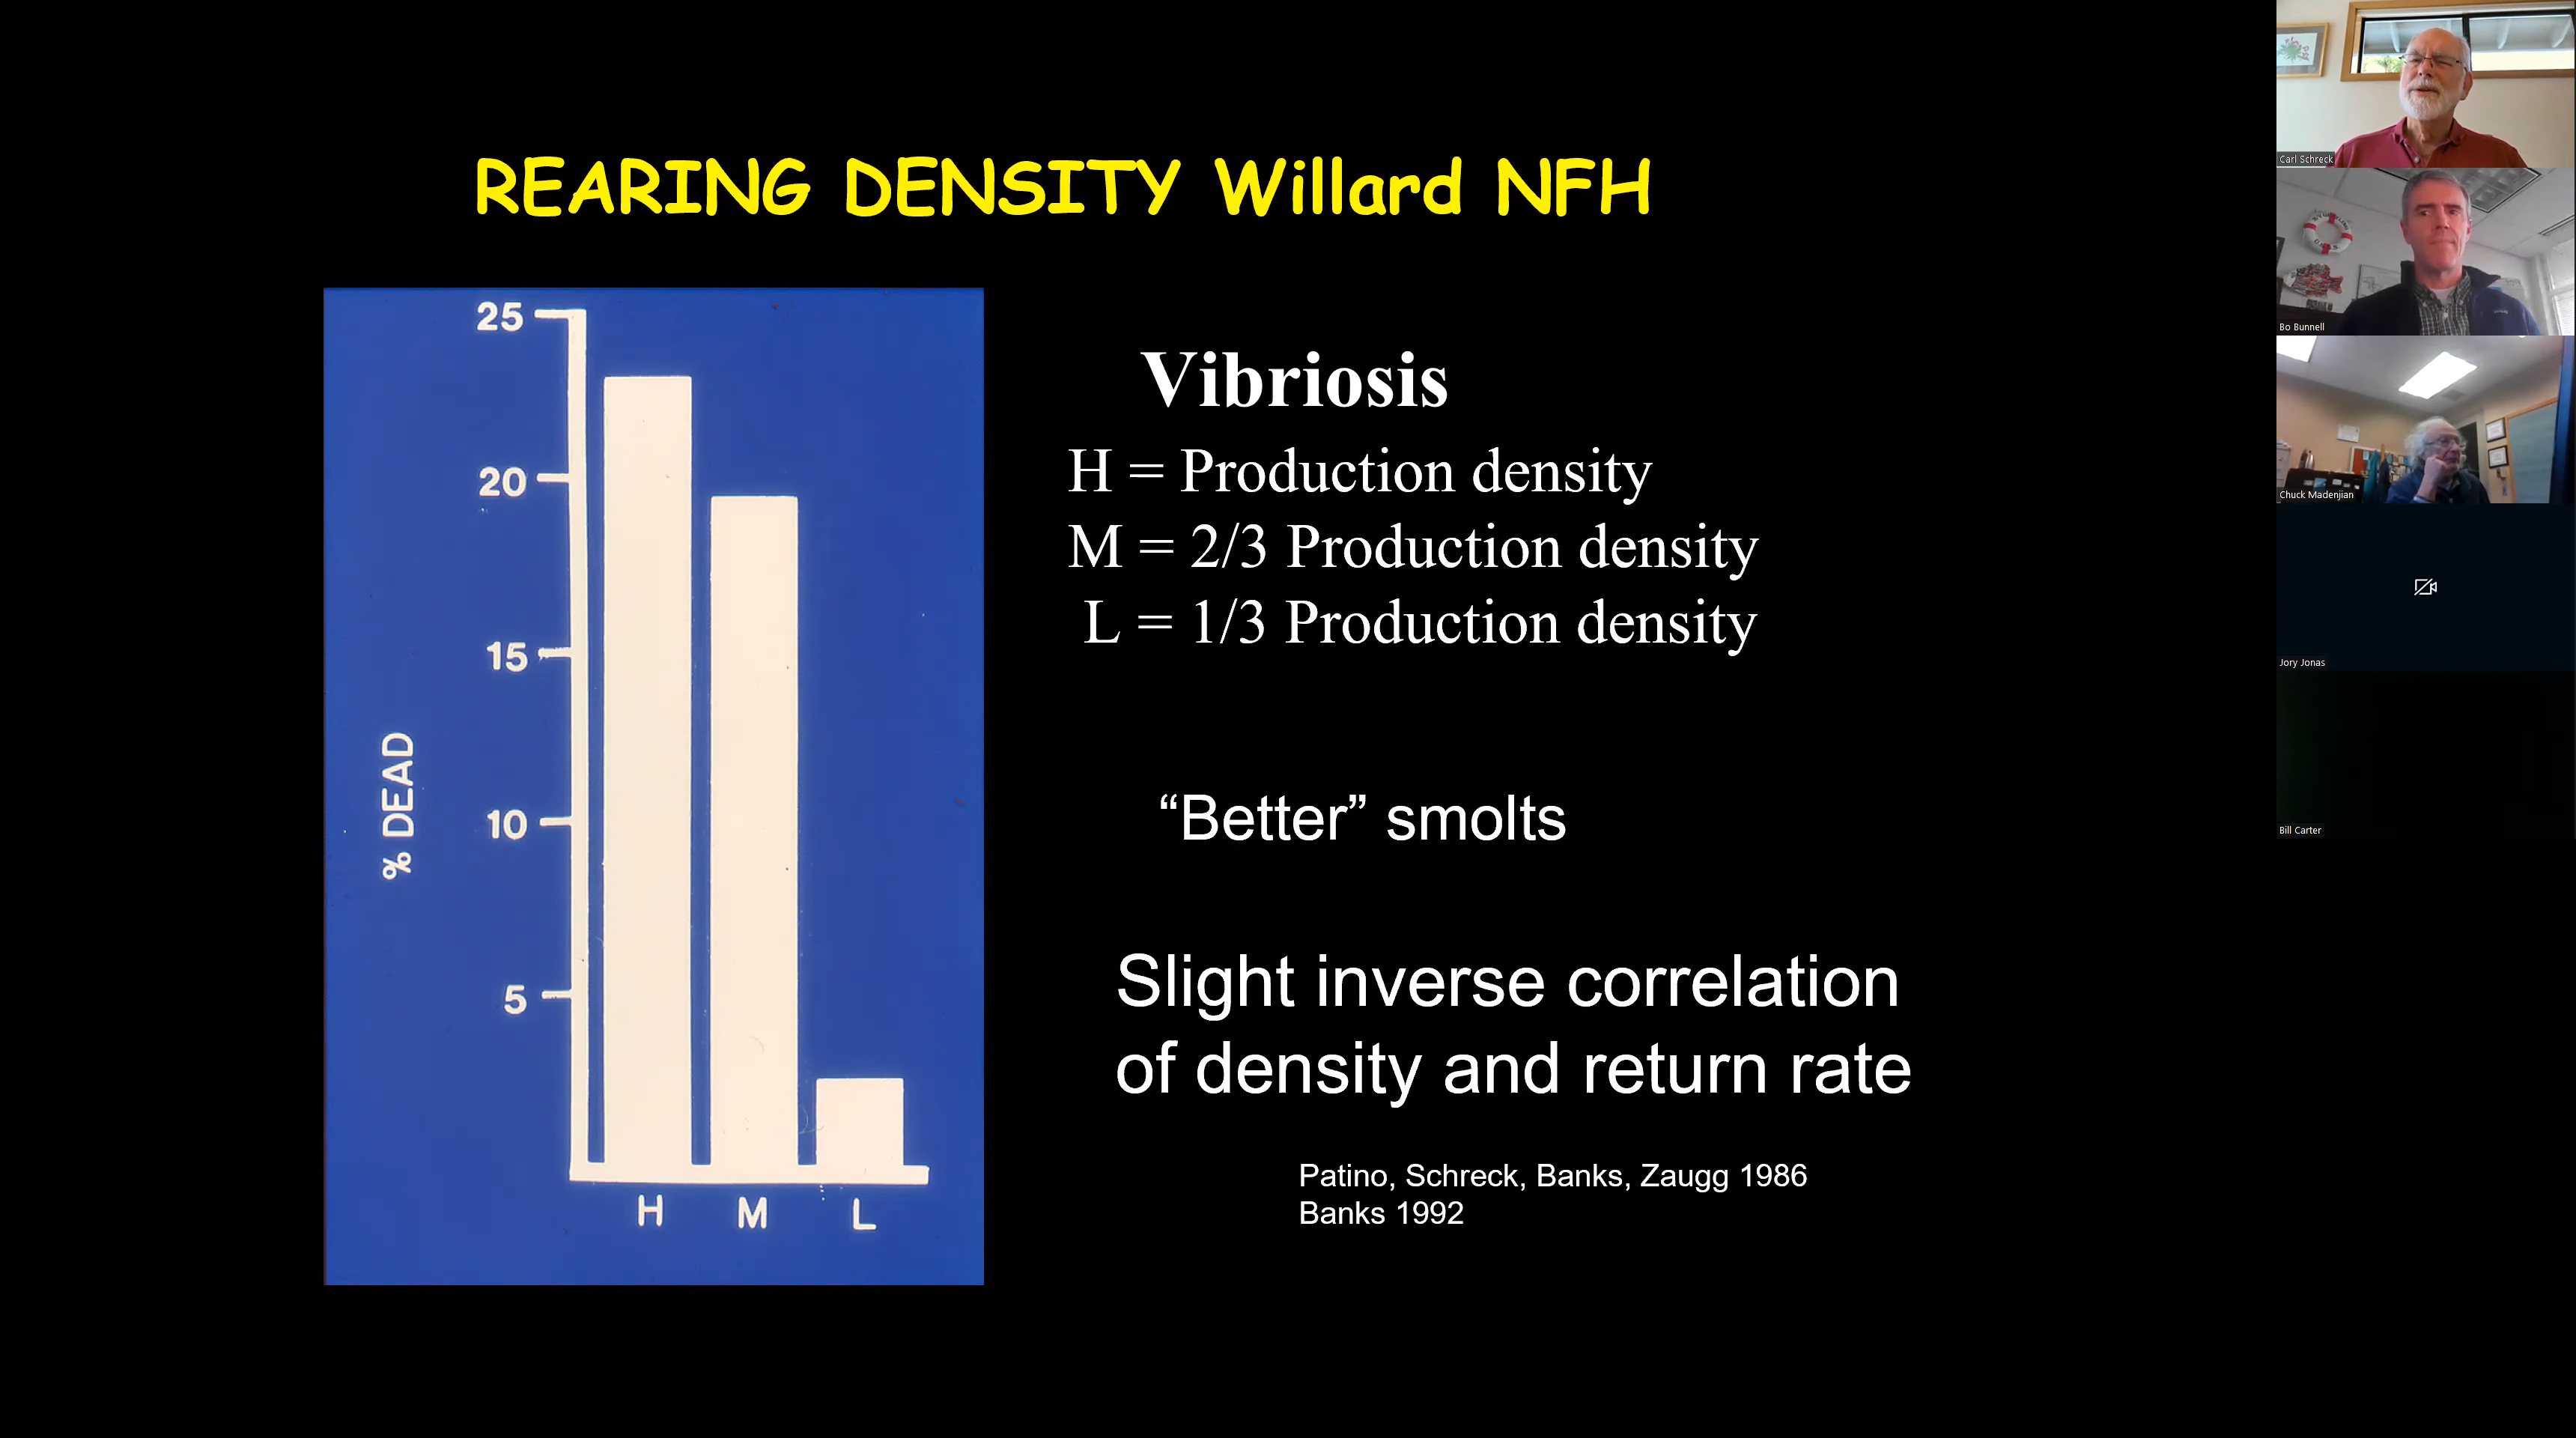 REARING DENSITY Willard NFH
25
20
15
10
5
% DEAD
H
M
L
Vibriosis
H = Production density
M = 2/3 Production density
L = 1/3 Production density
“Better” smolts
Slight inverse correlation
of density and return rate
Patino, Schreck, Banks, Zaugg 1986
Banks 1992
Carl Schreck
Bo Bunnell
Chuck Madenjian
Jory Jonas
Bill Carter